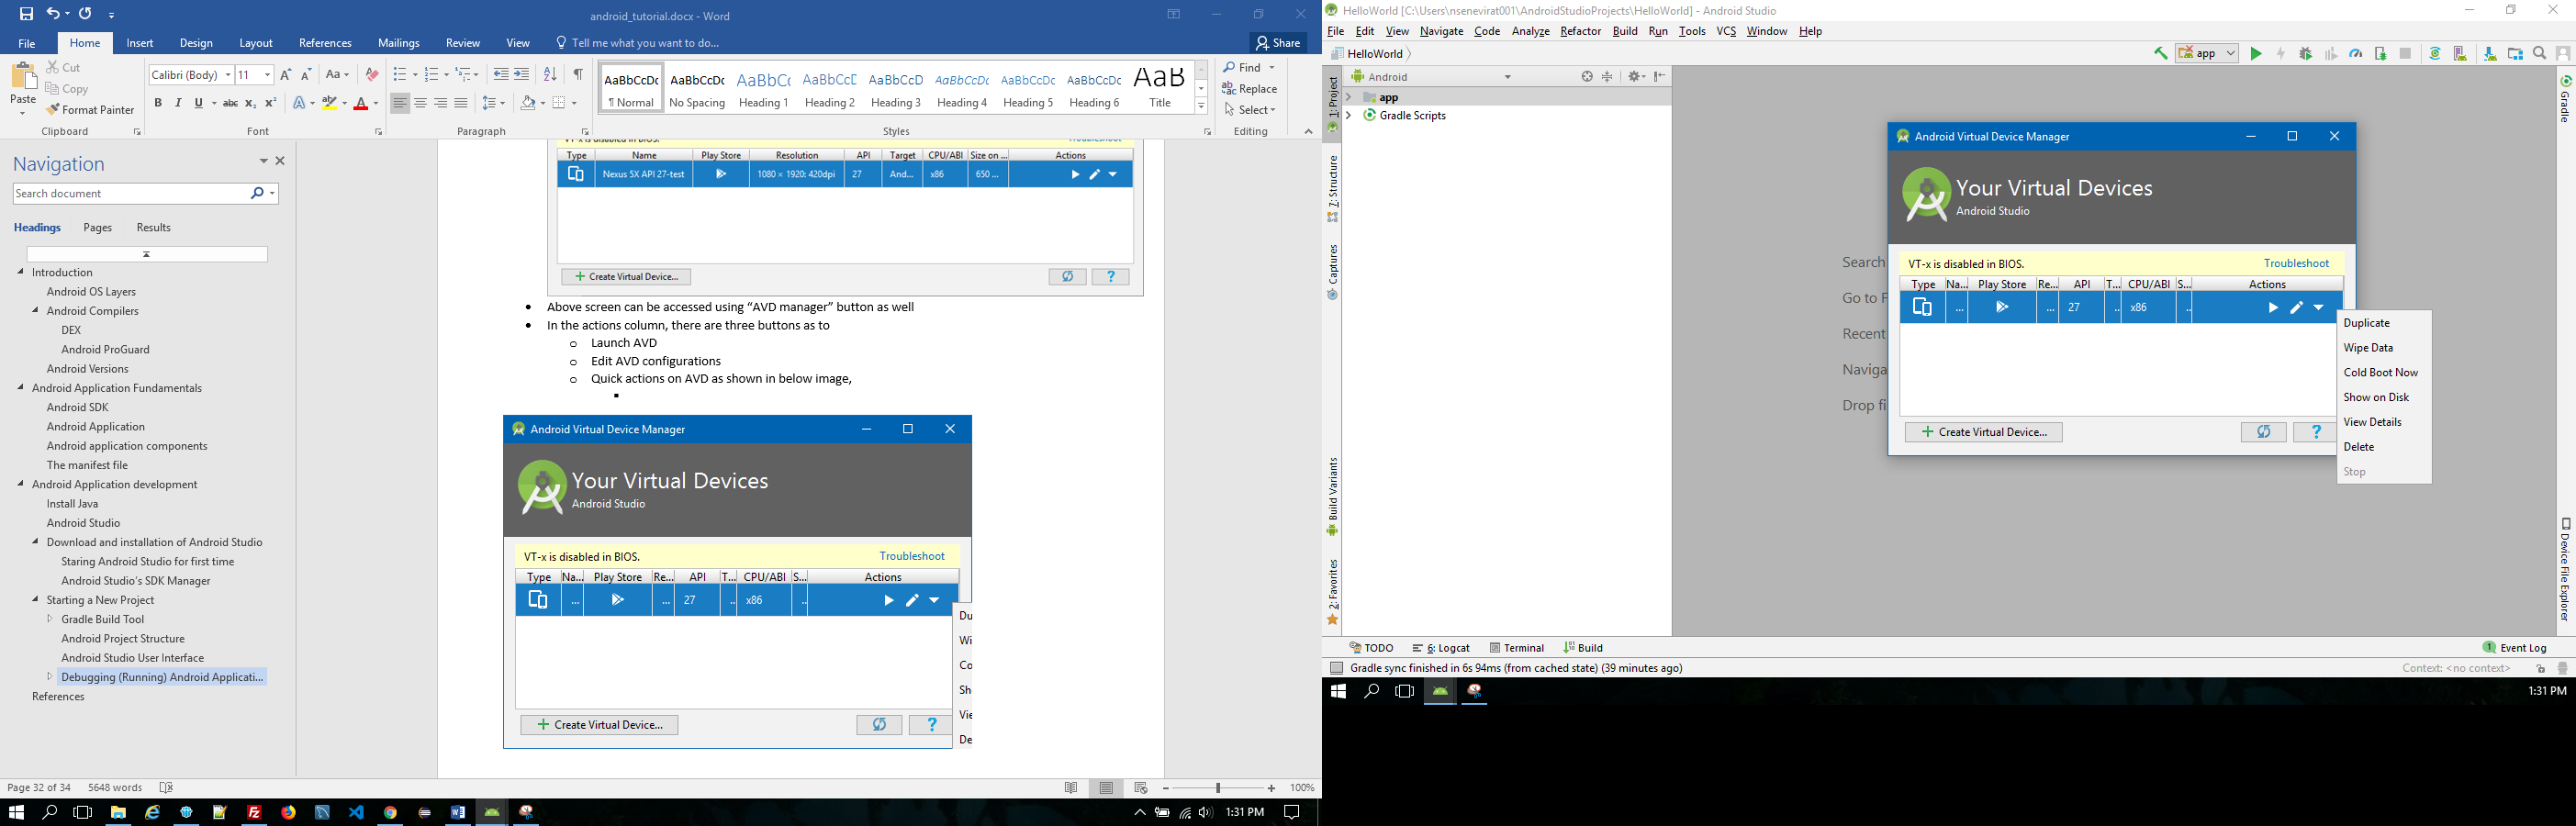 android_tutorial.docx - Word
File Home Insert Design Layout References Mailings Review View Tell me what you want to do... Share
Paste
Cut
Copy
Format Painter
Clipboard
Calibri (Body) 11
Font
Paragraph
AaBbCcDc AaBbCcDc AaBbCc AaBbCcE AaBbCcD AaBbCcDc AaBbCcDc AaBbCcDc AaB
¶ Normal No Spacing Heading 1 Heading 2 Heading 3 Heading 4 Heading 5 Heading 6 Title
Styles
Find
Replace
Select
Editing
Navigation
Search document
Headings Pages Results
Introduction
Android OS Layers
Android Compilers
DEX
Android ProGuard
Android Versions
Android Application Fundamentals
Android SDK
Android Application
Android application components
The manifest file
Android Application development
Install Java
Android Studio
Download and installation of Android Studio
Staring Android Studio for first time
Android Studio's SDK Manager
Starting a New Project
Gradle Build Tool
Android Project Structure
Android Studio User Interface
Debugging (Running) Android Applicati...
References
VT-x is disabled in BIOS. Troubleshoot
Type Name Play Store Resolution API Target CPU/ABI Size on ... Actions
Nexus 5X API 27-test 1080 × 1920: 420dpi 27 And... x86 650 ...
Create Virtual Device... ?
• Above screen can be accessed using “AVD manager” button as well
• In the actions column, there are three buttons as to
o Launch AVD
o Edit AVD configurations
o Quick actions on AVD as shown in below image,
Android Virtual Device Manager
Your Virtual Devices
Android Studio
VT-x is disabled in BIOS. Troubleshoot
Type Na... Play Store Re... API T... CPU/ABI S... Actions
... ... 27 .. x86 ..
Du
Wi
Co
Sh
Vie
De
Create Virtual Device... ?
Page 32 of 34 5648 words 100%
1:31 PM
HelloWorld [C:\Users\nsenevirat001\AndroidStudioProjects\HelloWorld] - Android Studio
File Edit View Navigate Code Analyze Refactor Build Run Tools VCS Window Help
HelloWorld app
Android
app
Gradle Scripts
1: Project
7: Structure
Captures
Build Variants
2: Favorites
Gradle
Device File Explorer
Search
Go to F
Recent
Naviga
Drop fi
Android Virtual Device Manager
Your Virtual Devices
Android Studio
VT-x is disabled in BIOS. Troubleshoot
Type Na... Play Store Re... API T... CPU/ABI S... Actions
... ... 27 .. x86 ..
Create Virtual Device... ?
Duplicate
Wipe Data
Cold Boot Now
Show on Disk
View Details
Delete
Stop
TODO 6: Logcat Terminal Build 1 Event Log
Gradle sync finished in 6s 94ms (from cached state) (39 minutes ago) Context: <no context>
1:31 PM